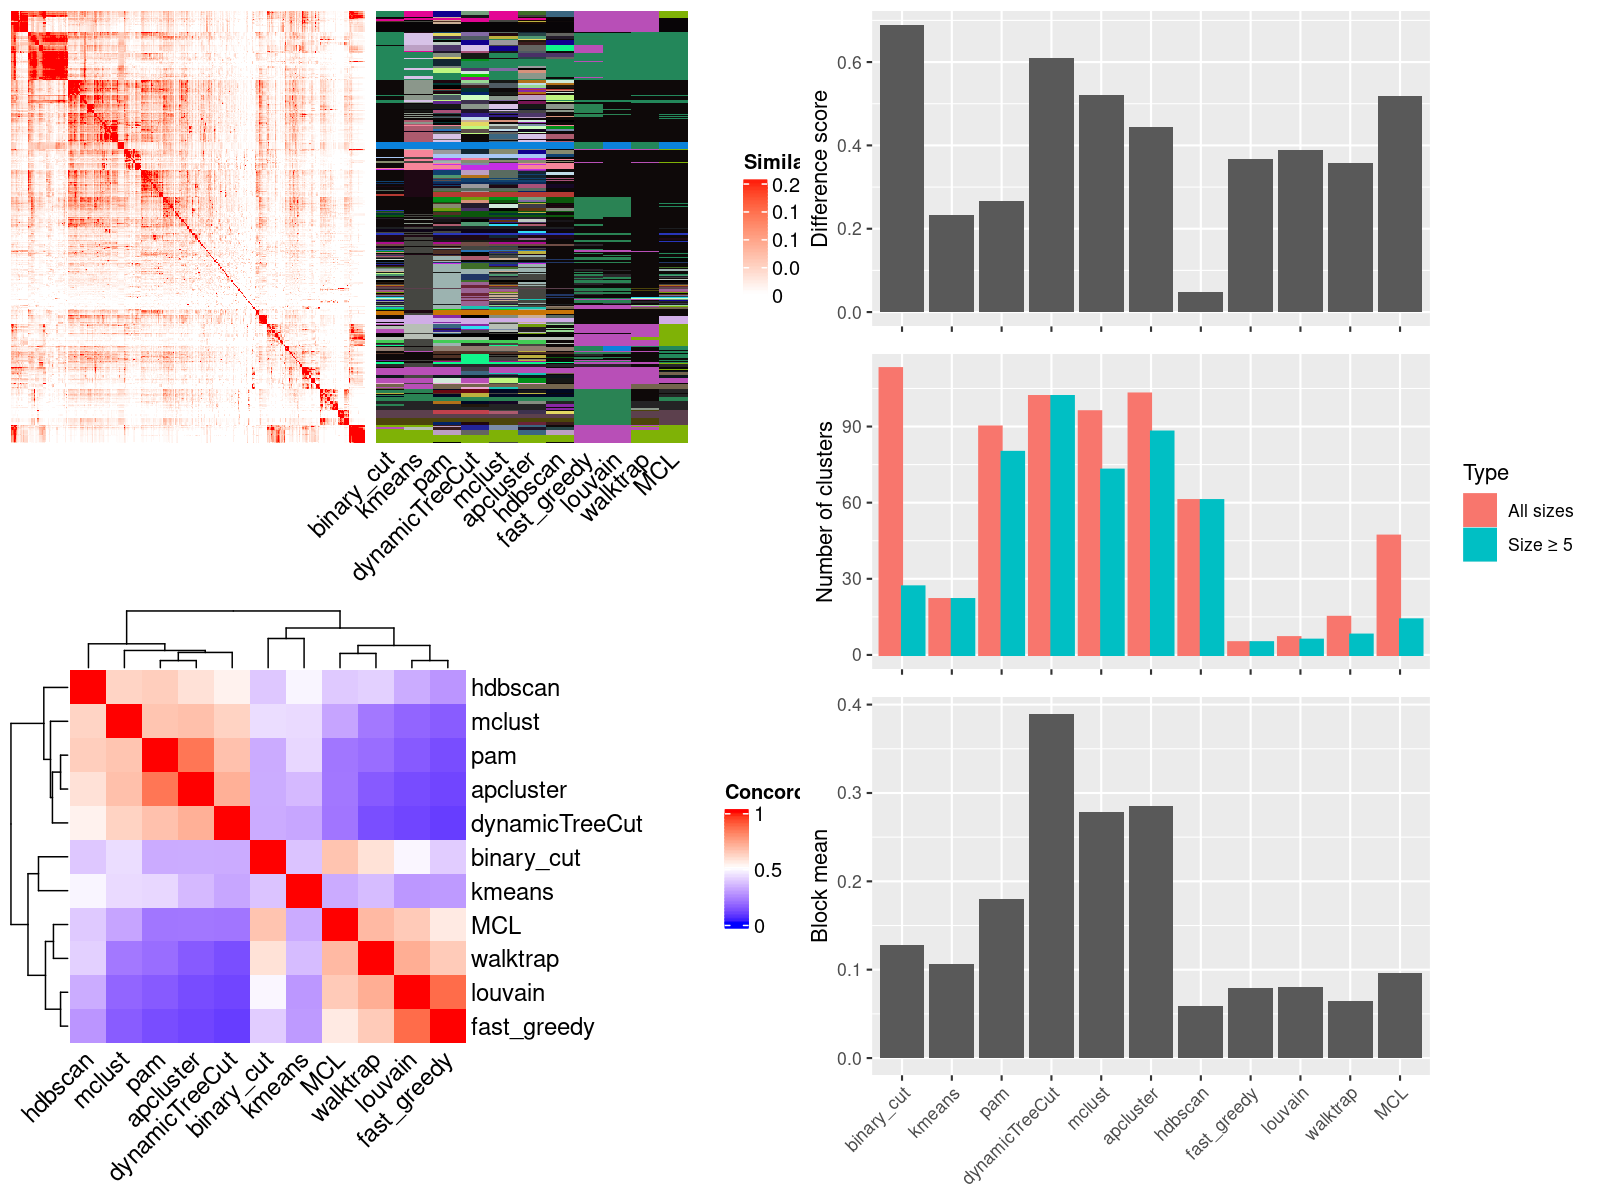 Simila
0.2
0.1
0.1
0.0
0
binary_cut
kmeans
pam
dynamicTreeCut
mclust
apcluster
hdbscan
fast_greedy
louvain
walktrap
MCL
hdbscan
mclust
pam
apcluster
dynamicTreeCut
binary_cut
kmeans
MCL
walktrap
louvain
fast_greedy
hdbscan
mclust
pam
apcluster
dynamicTreeCut
binary_cut
kmeans
MCL
walktrap
louvain
fast_greedy
Concord
1
0.5
0
Difference score
0.6
0.4
0.2
0.0
Number of clusters
90
60
30
0
Type
All sizes
Size ≥ 5
Block mean
0.4
0.3
0.2
0.1
0.0
binary_cut
kmeans
pam
dynamicTreeCut
mclust
apcluster
hdbscan
fast_greedy
louvain
walktrap
MCL